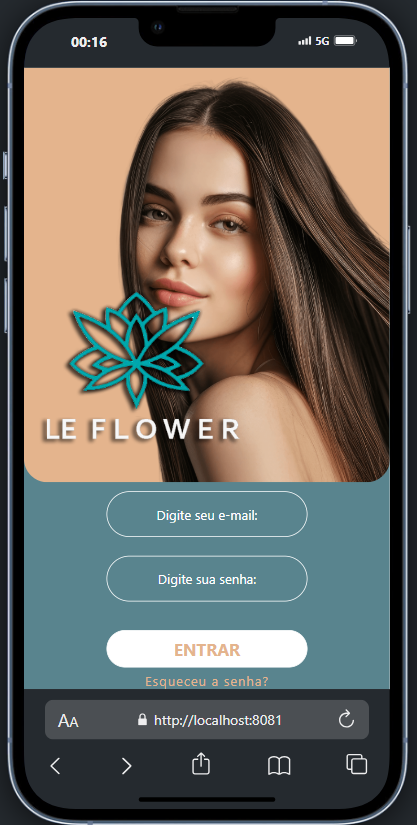 00:16
5G
LE FLOWER
Digite seu e-mail:
Digite sua senha:
ENTRAR
Esqueceu a senha?
AA http://localhost:8081